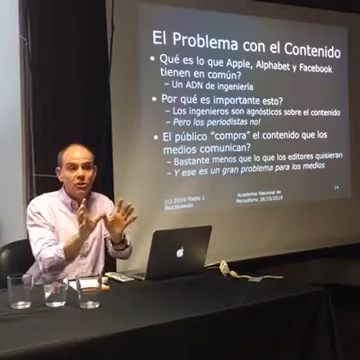 El Problema con el Contenido
• Qué es lo que Apple, Alphabet y Facebook
tienen en común?
– Un ADN de ingeniería
• Por qué es importante esto?
– Los ingenieros son agnósticos sobre el contenido
– Pero los periodistas no!
• El público "compra" el contenido que los
medios comunican?
– Bastante menos que lo que los editores quisieran
– Y ese es un gran problema para los medios
(c) 2016 Pablo J.
Boczkowski
Academia Nacional de
Periodismo 28/10/2016
14